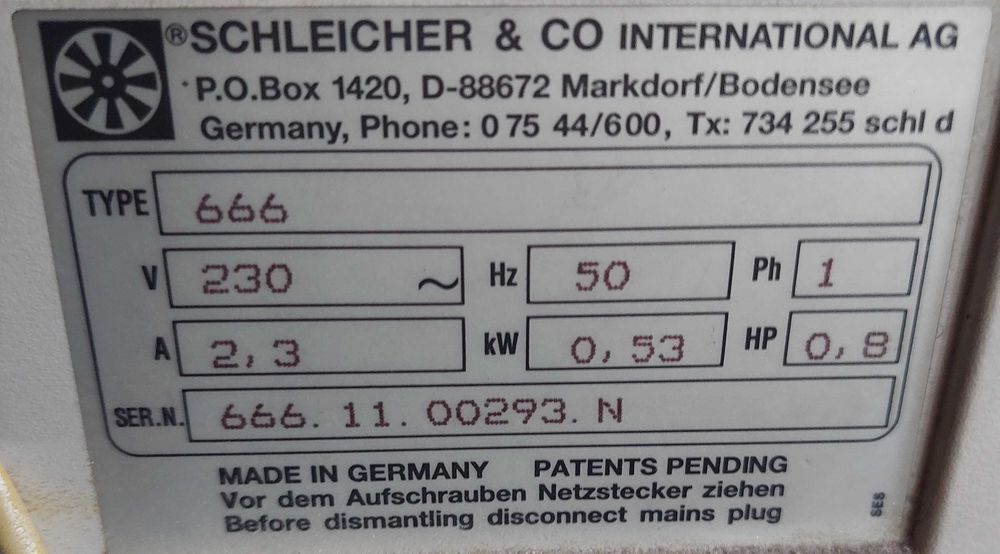 ®SCHLEICHER & CO INTERNATIONAL AG
P.O.Box 1420, D-88672 Markdorf/Bodensee
Germany, Phone: 0 75 44/600, Tx: 734 255 schl d
TYPE 666
V 230 ~ Hz 50 Ph 1
A 2,3 kW 0,53 HP 0,8
SER.N. 666.11.00293.N
MADE IN GERMANY PATENTS PENDING
Vor dem Aufschrauben Netzstecker ziehen
Before dismantling disconnect mains plug